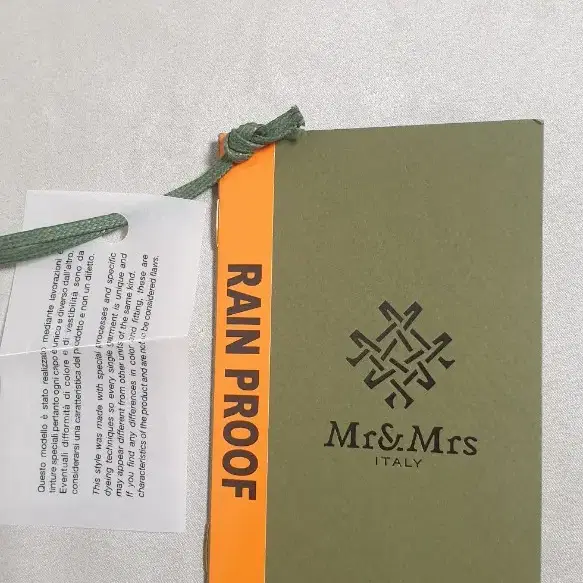 Questo modello è stato realizzato mediante lavorazioni e
tinture speciali pertanto ogni capo è unico e diverso dall'altro.
Eventuali difformità di colore e di vestibilità sono da
considerarsi una caratteristica del prodotto e non un difetto.
This style was made with special processes and specific
dyeing techniques so every single garment is unique and
may appear different from other units of the same kind.
If you find any differences in color and fitting, these are
characteristics of the product and are not to be considered flaws.
RAIN PROOF
Mr&Mrs
ITALY